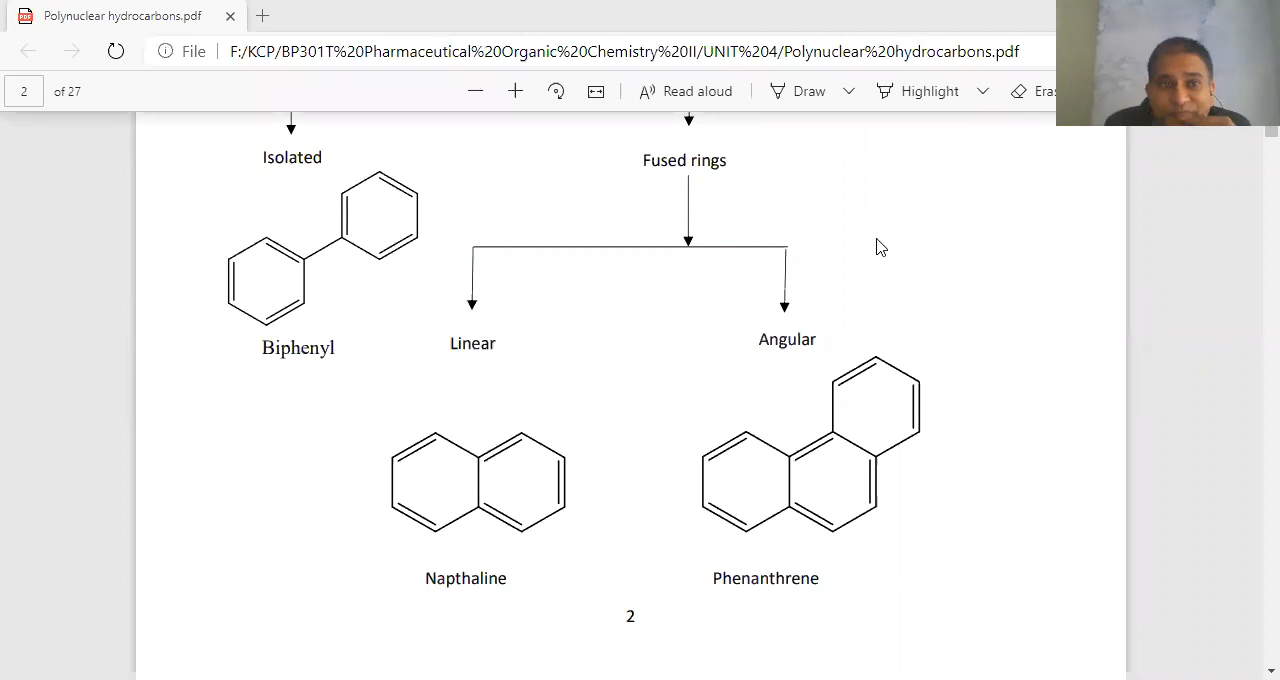 Polynuclear hydrocarbons.pdf
File F:/KCP/BP301T%20Pharmaceutical%20Organic%20Chemistry%20II/UNIT%204/Polynuclear%20hydrocarbons.pdf
2 of 27 Read aloud Draw Highlight Eras
Isolated Fused rings
Biphenyl Linear Angular
Napthaline Phenanthrene
2